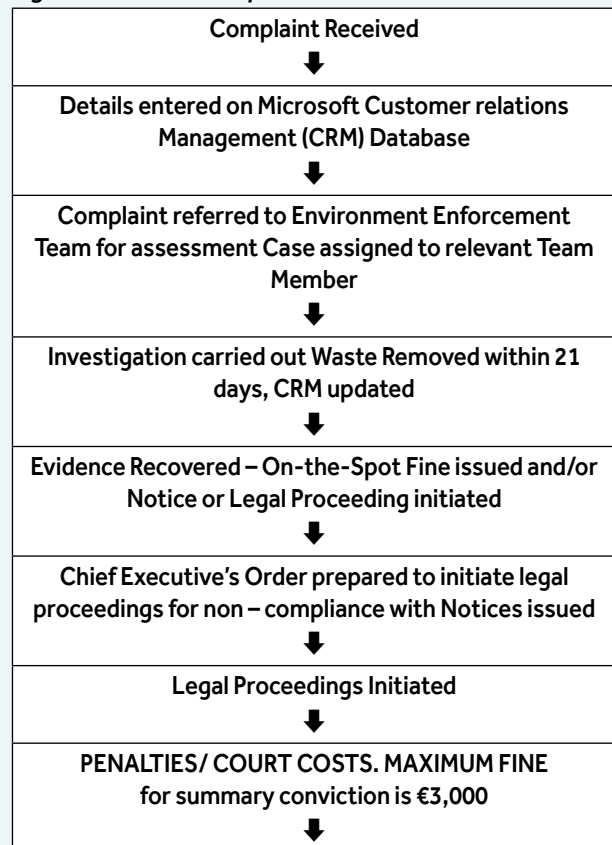 Complaint Received
Details entered on Microsoft Customer relations
Management (CRM) Database
Complaint referred to Environment Enforcement
Team for assessment Case assigned to relevant Team
Member
Investigation carried out Waste Removed within 21
days, CRM updated
Evidence Recovered – On-the-Spot Fine issued and/or
Notice or Legal Proceeding initiated
Chief Executive's Order prepared to initiate legal
proceedings for non – compliance with Notices issued
Legal Proceedings Initiated
PENALTIES/ COURT COSTS. MAXIMUM FINE
for summary conviction is €3,000